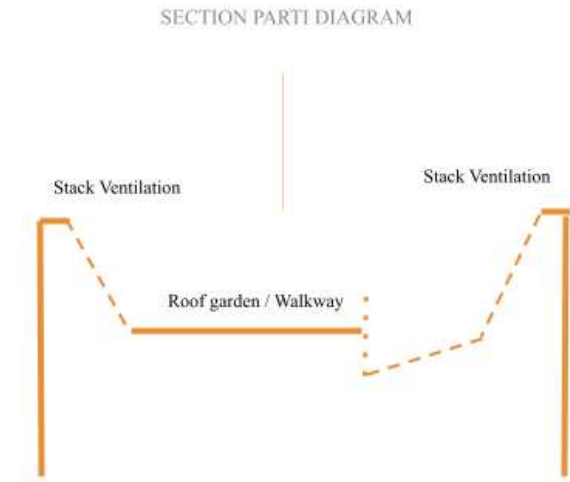 SECTION PARTI DIAGRAM
Stack Ventilation
Stack Ventilation
Roof garden / Walkway